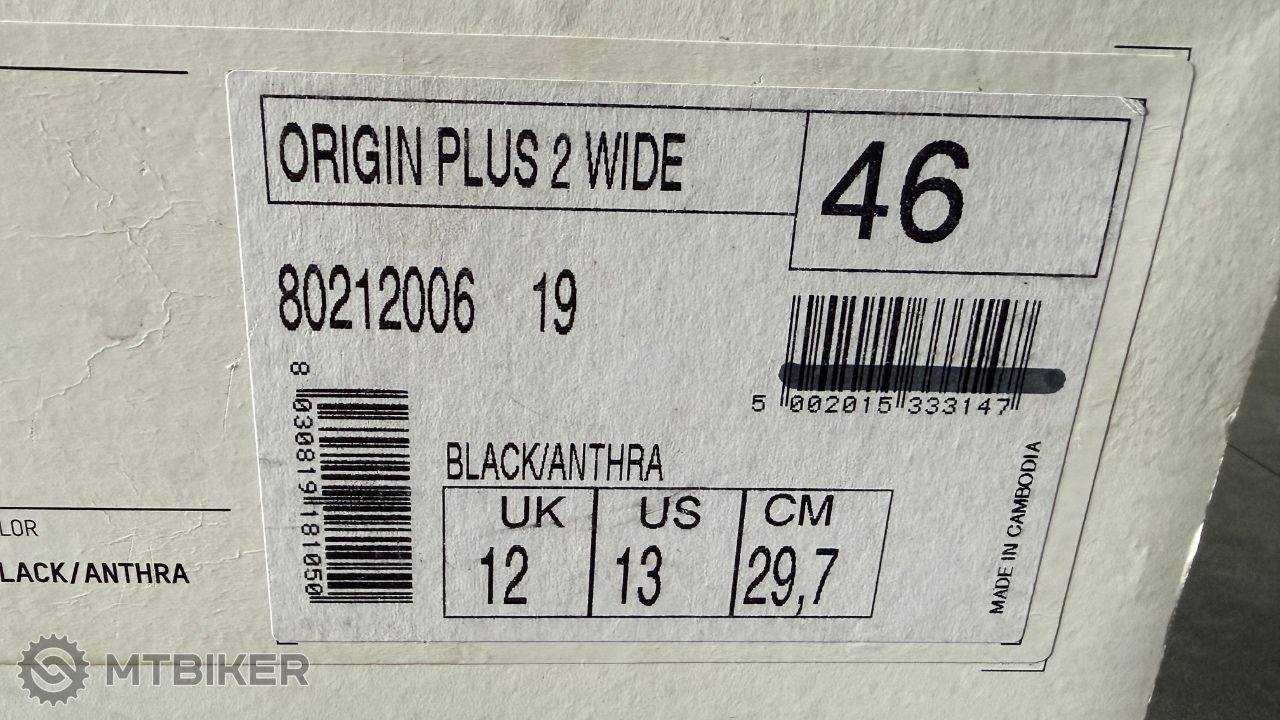 ORIGIN PLUS 2 WIDE
46
80212006 19
5 002015 333147
8 030819 181050
BLACK/ANTHRA
UK US CM
12 13 29,7
MADE IN CAMBODIA
LOR
LACK/ANTHRA
MTBIKER